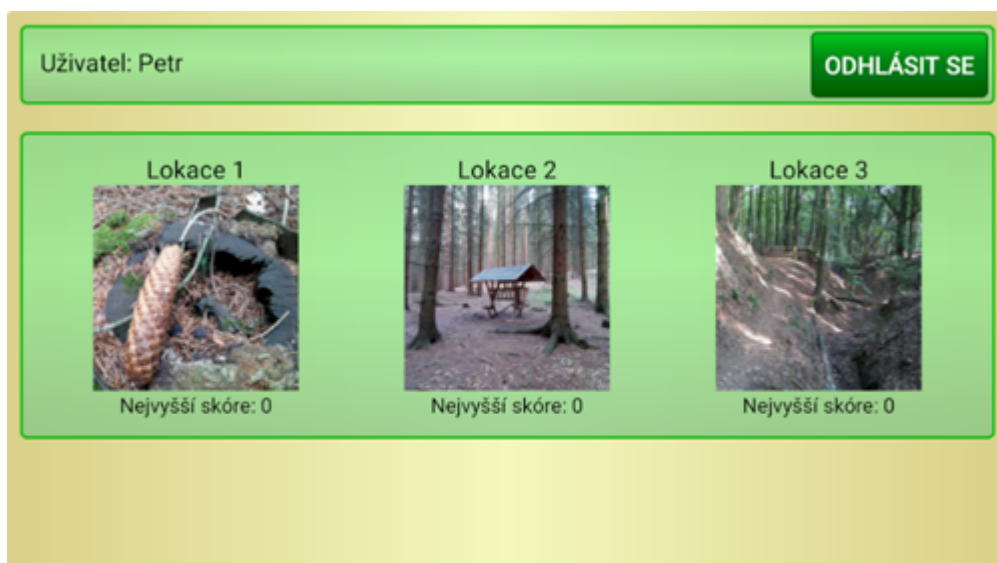 Uživatel: Petr
ODHLÁSIT SE
Lokace 1
Lokace 2
Lokace 3
Nejvyšší skóre: 0
Nejvyšší skóre: 0
Nejvyšší skóre: 0